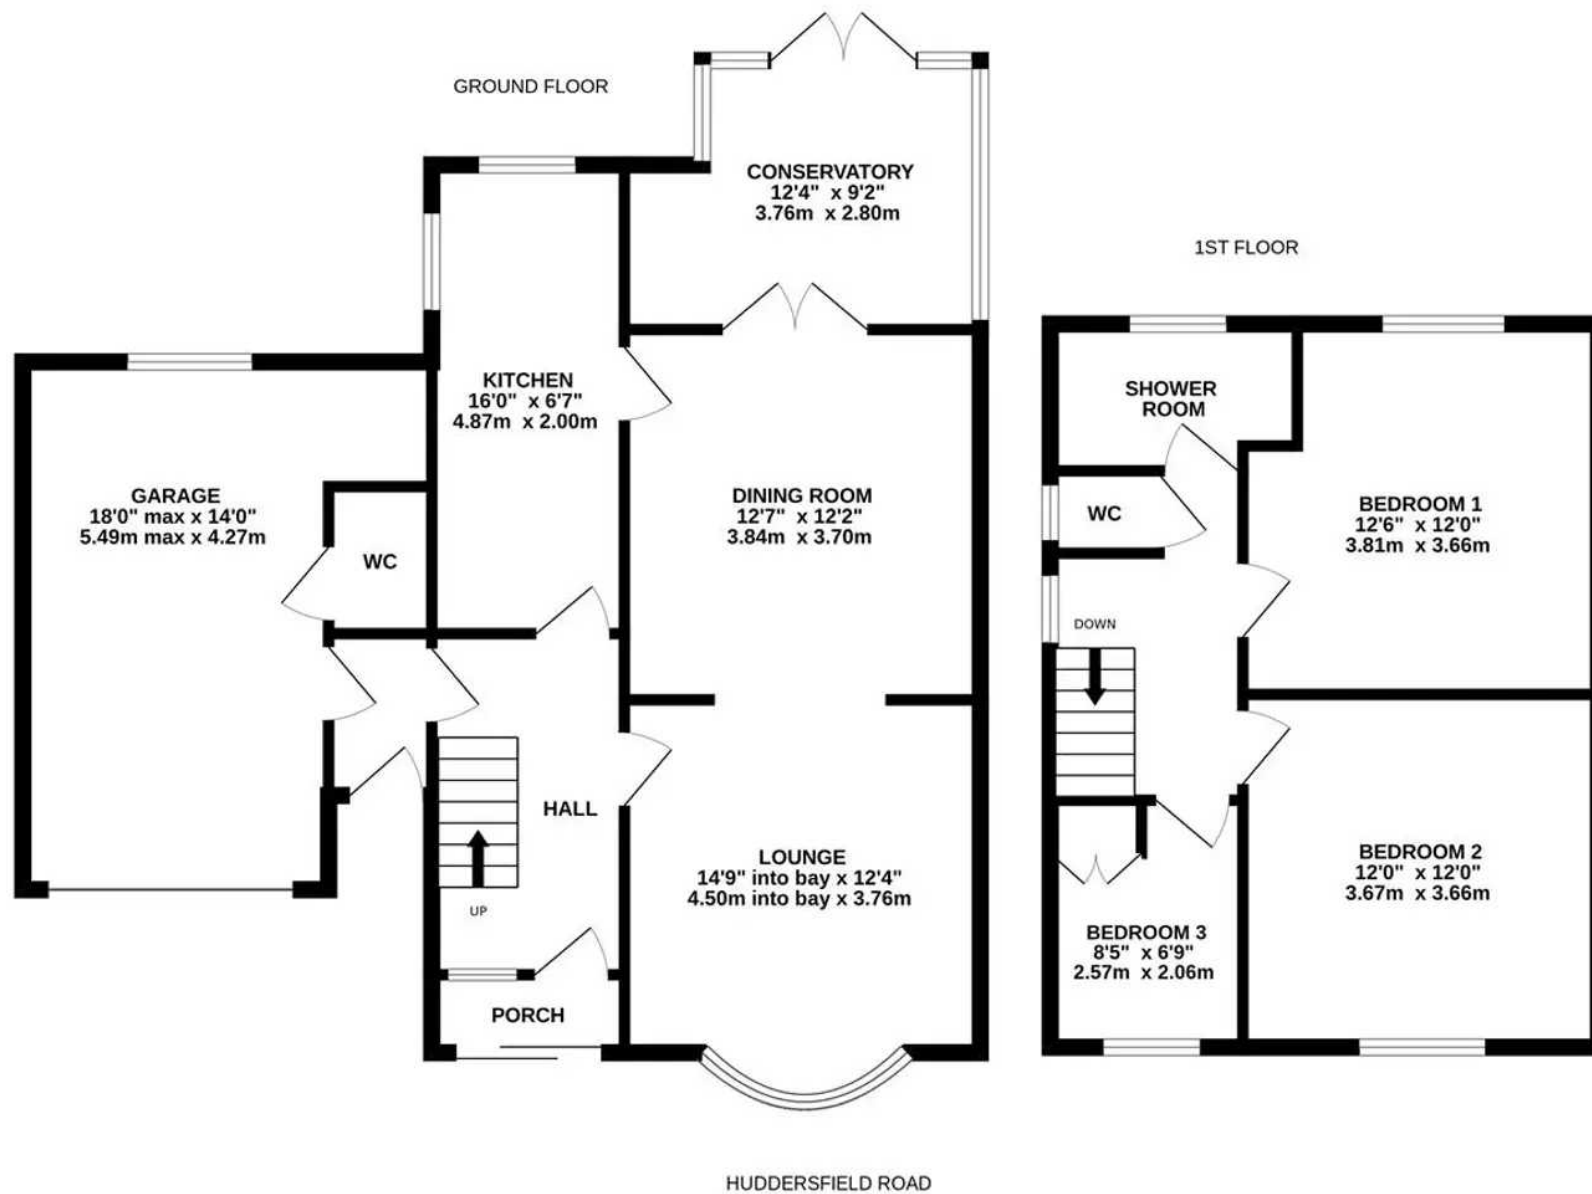 GROUND FLOOR
CONSERVATORY
12'4" x 9'2"
3.76m x 2.80m
KITCHEN
16'0" x 6'7"
4.87m x 2.00m
GARAGE
18'0" max x 14'0"
5.49m max x 4.27m
WC
DINING ROOM
12'7" x 12'2"
3.84m x 3.70m
HALL
UP
LOUNGE
14'9" into bay x 12'4"
4.50m into bay x 3.76m
PORCH
1ST FLOOR
SHOWER
ROOM
WC
BEDROOM 1
12'6" x 12'0"
3.81m x 3.66m
DOWN
BEDROOM 2
12'0" x 12'0"
3.67m x 3.66m
BEDROOM 3
8'5" x 6'9"
2.57m x 2.06m
HUDDERSFIELD ROAD